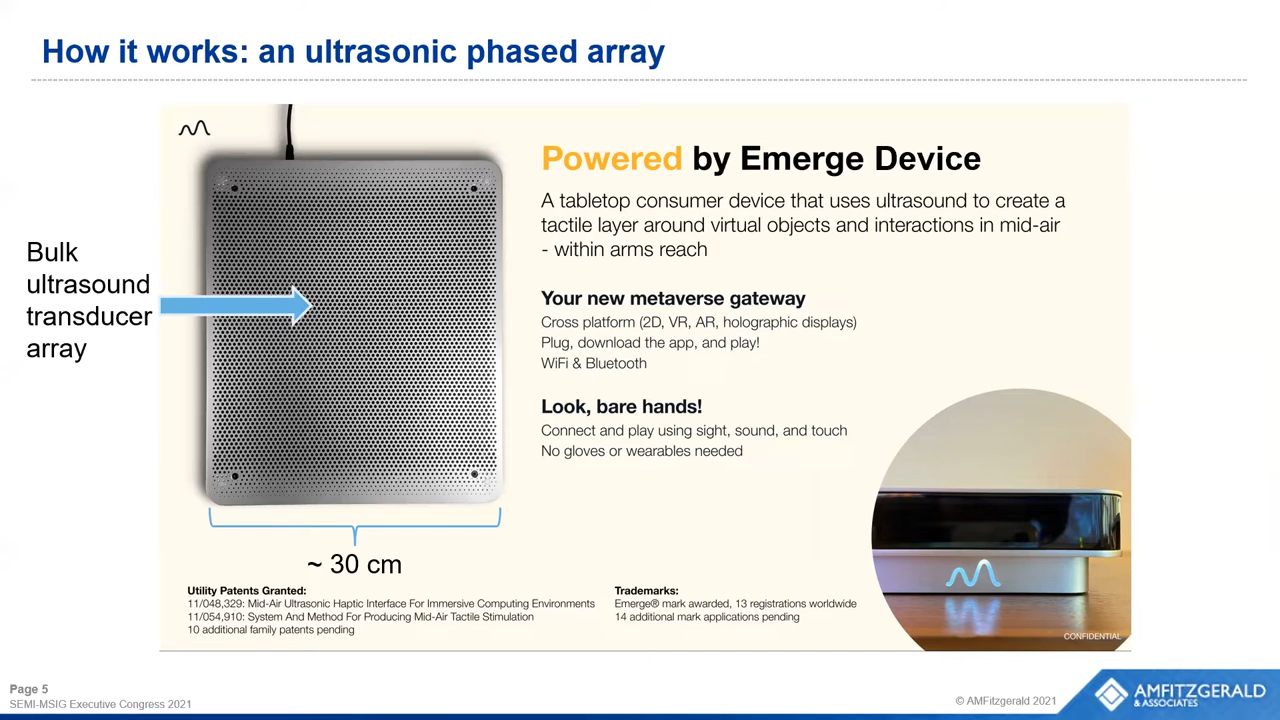 How it works: an ultrasonic phased array
Bulk
ultrasound
transducer
array
~ 30 cm
Powered by Emerge Device
A tabletop consumer device that uses ultrasound to create a
tactile layer around virtual objects and interactions in mid-air
- within arms reach
Your new metaverse gateway
Cross platform (2D, VR, AR, holographic displays)
Plug, download the app, and play!
WiFi & Bluetooth
Look, bare hands!
Connect and play using sight, sound, and touch
No gloves or wearables needed
Utility Patents Granted:
11/048,329: Mid-Air Ultrasonic Haptic Interface For Immersive Computing Environments
11/054,910: System And Method For Producing Mid-Air Tactile Stimulation
10 additional family patents pending
Trademarks:
Emerge® mark awarded, 13 registrations worldwide
14 additional mark applications pending
CONFIDENTIAL
Page 5
SEMI-MSIG Executive Congress 2021
© AMFitzgerald 2021
AMFITZGERALD
& ASSOCIATES